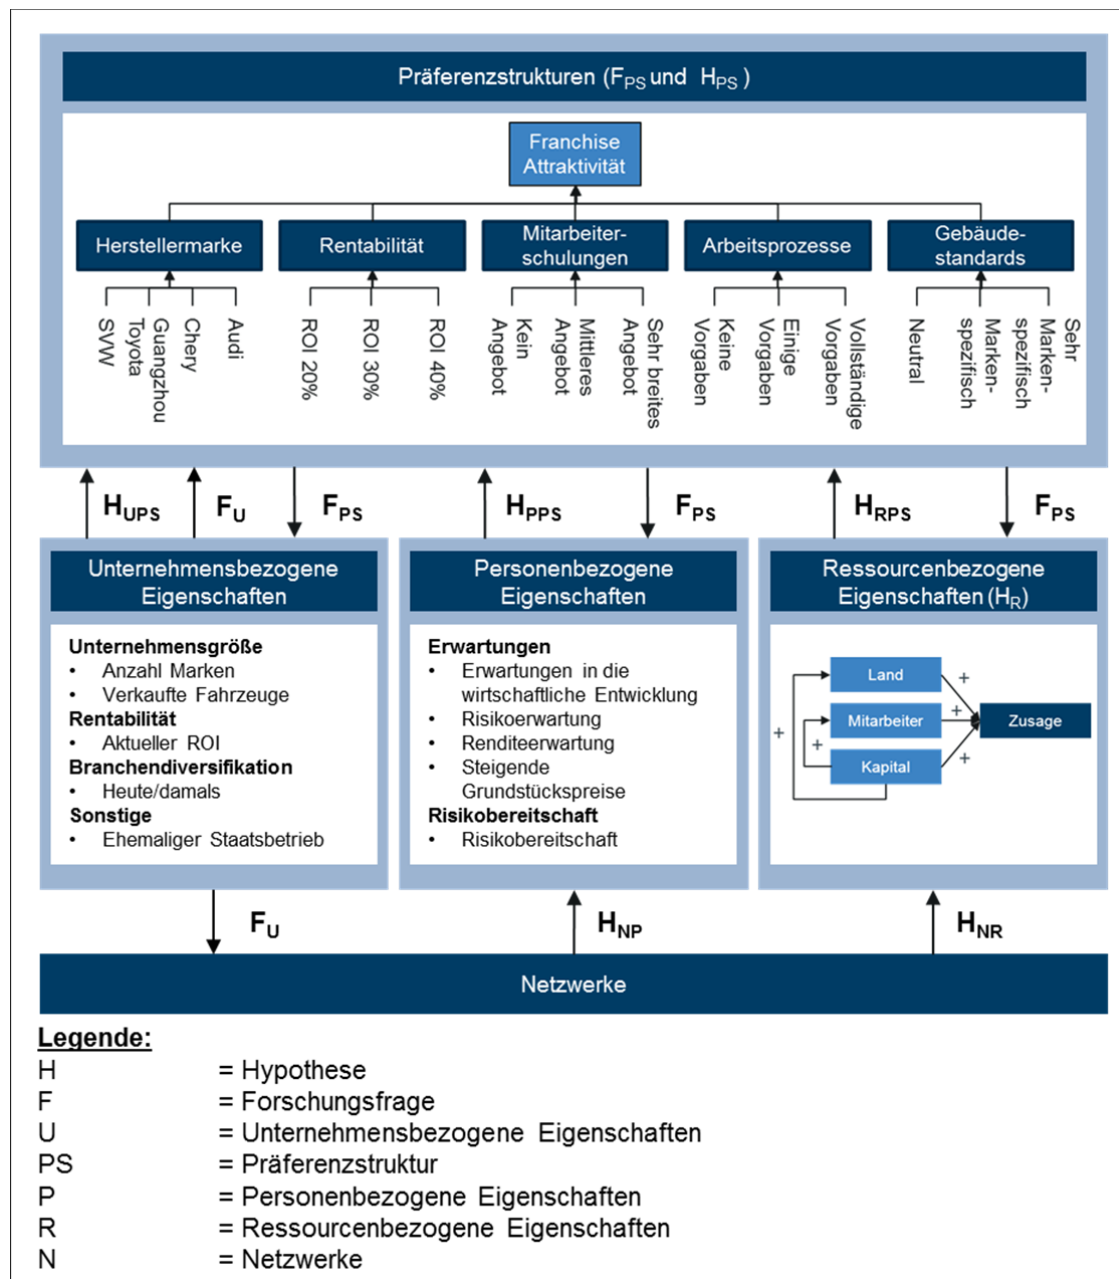 Präferenzstrukturen (FPS und HPS )
Franchise
Attraktivität
Herstellermarke
Rentabilität
Mitarbeiter-
schulungen
Arbeitsprozesse
Gebäude-
standards
SVW
Guangzhou
Toyota
Chery
Audi
ROI 20%
ROI 30%
ROI 40%
Kein
Angebot
Mittleres
Angebot
Sehr breites
Angebot
Keine
Vorgaben
Einige
Vorgaben
Vollständige
Vorgaben
Neutral
Marken-
spezifisch
Sehr
Marken-
spezifisch
HUPS
FU
FPS
HPPS
FPS
HRPS
FPS
Unternehmensbezogene
Eigenschaften
Unternehmensgröße
• Anzahl Marken
• Verkaufte Fahrzeuge
Rentabilität
• Aktueller ROI
Branchendiversifikation
• Heute/damals
Sonstige
• Ehemaliger Staatsbetrieb
Personenbezogene
Eigenschaften
Erwartungen
• Erwartungen in die
wirtschaftliche Entwicklung
• Risikoerwartung
• Renditeerwartung
• Steigende
Grundstückspreise
Risikobereitschaft
• Risikobereitschaft
Ressourcenbezogene
Eigenschaften (HR)
Land
Mitarbeiter
Kapital
Zusage
+
+
+
+
+
FU
HNP
HNR
Netzwerke
Legende:
H = Hypothese
F = Forschungsfrage
U = Unternehmensbezogene Eigenschaften
PS = Präferenzstruktur
P = Personenbezogene Eigenschaften
R = Ressourcenbezogene Eigenschaften
N = Netzwerke